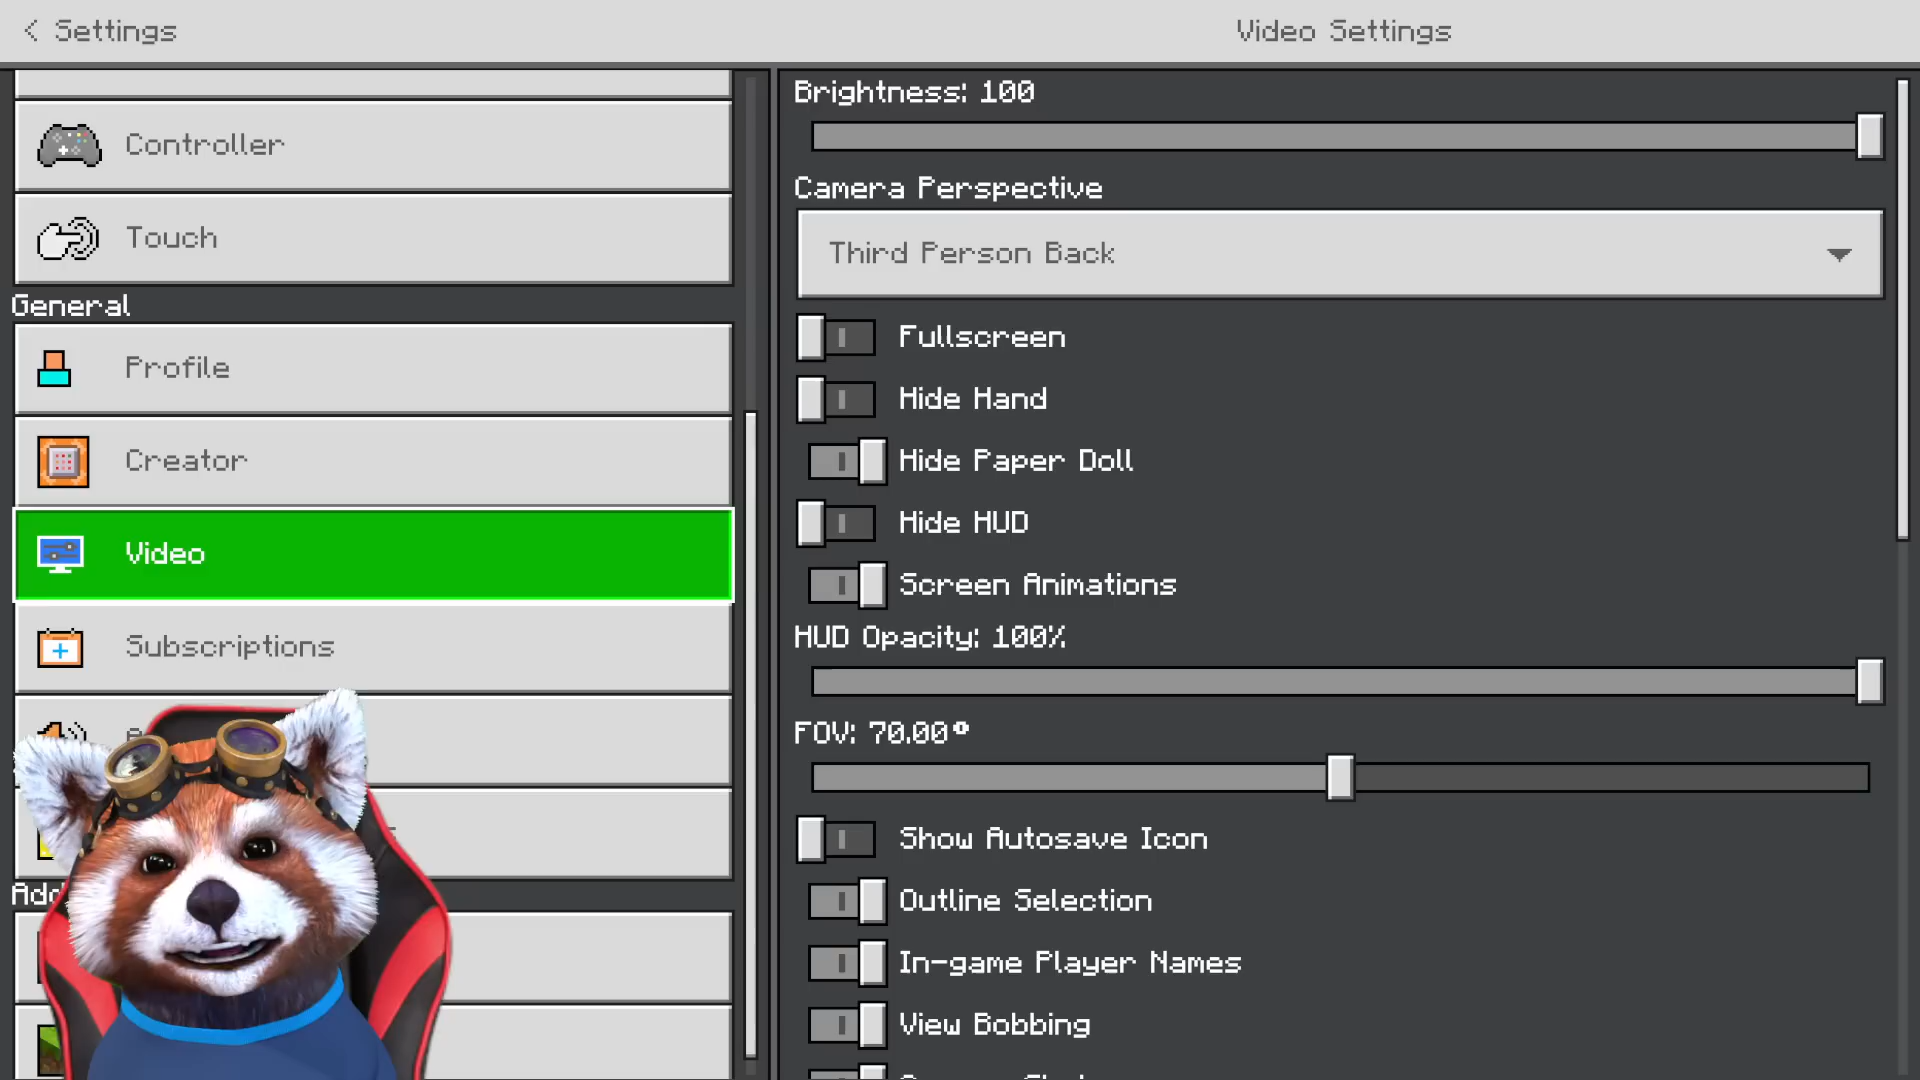 Settings
Video Settings
Controller
Touch
General
Profile
Creator
Video
Subscriptions
Brightness: 100
Camera Perspective
Third Person Back
Fullscreen
Hide Hand
Hide Paper Doll
Hide HUD
Screen Animations
HUD Opacity: 100%
FOV: 70.00°
Show Autosave Icon
Outline Selection
In-game Player Names
View Bobbing